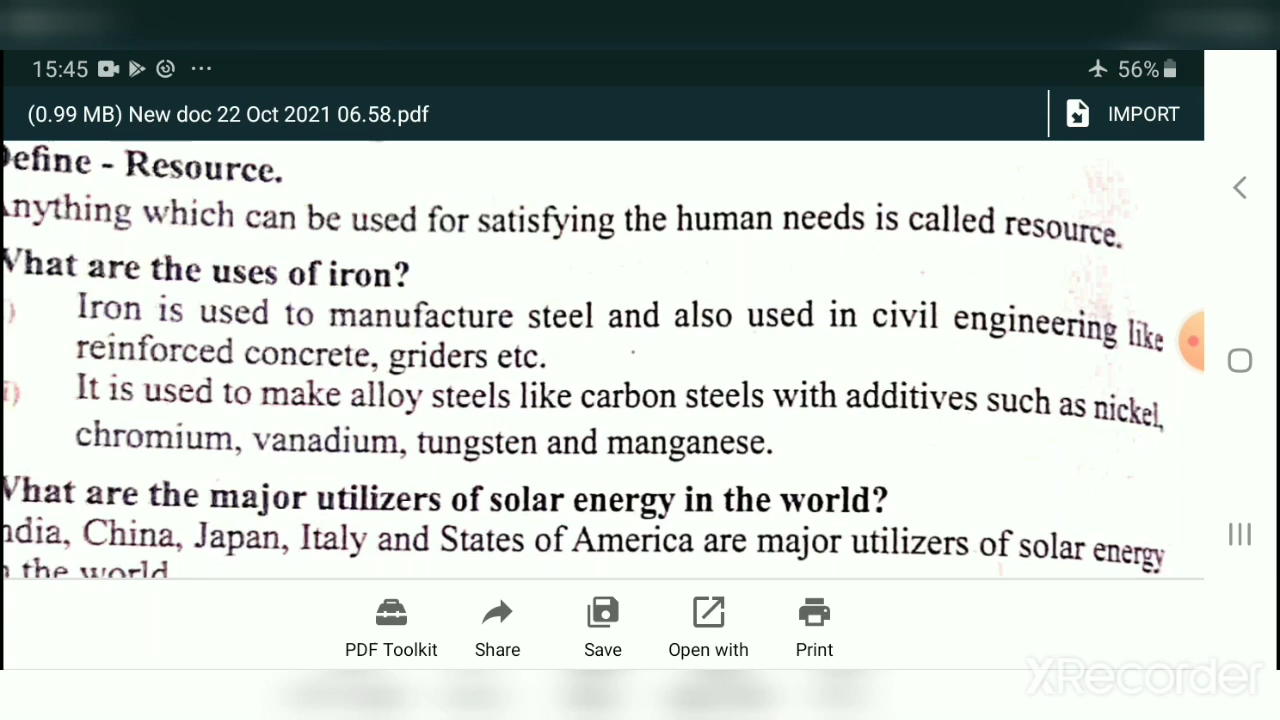 15:45 ... 56%
(0.99 MB) New doc 22 Oct 2021 06.58.pdf IMPORT
efine - Resource.
nything which can be used for satisfying the human needs is called resource.
What are the uses of iron?
) Iron is used to manufacture steel and also used in civil engineering like
reinforced concrete, griders etc.
i) It is used to make alloy steels like carbon steels with additives such as nickel,
chromium, vanadium, tungsten and manganese.
What are the major utilizers of solar energy in the world?
ndia, China, Japan, Italy and States of America are major utilizers of solar energy
the world
PDF Toolkit Share Save Open with Print
XRecorder